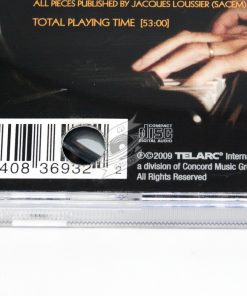 ALL PIECES PUBLISHED BY JACQUES LOUSSIER (SACEM)
TOTAL PLAYING TIME [53:00]
COMPACT
disc
DIGITAL AUDIO
408 36932 2
℗©2009 TELARC® Intern
a division of Concord Music Gr
All Rights Reserved